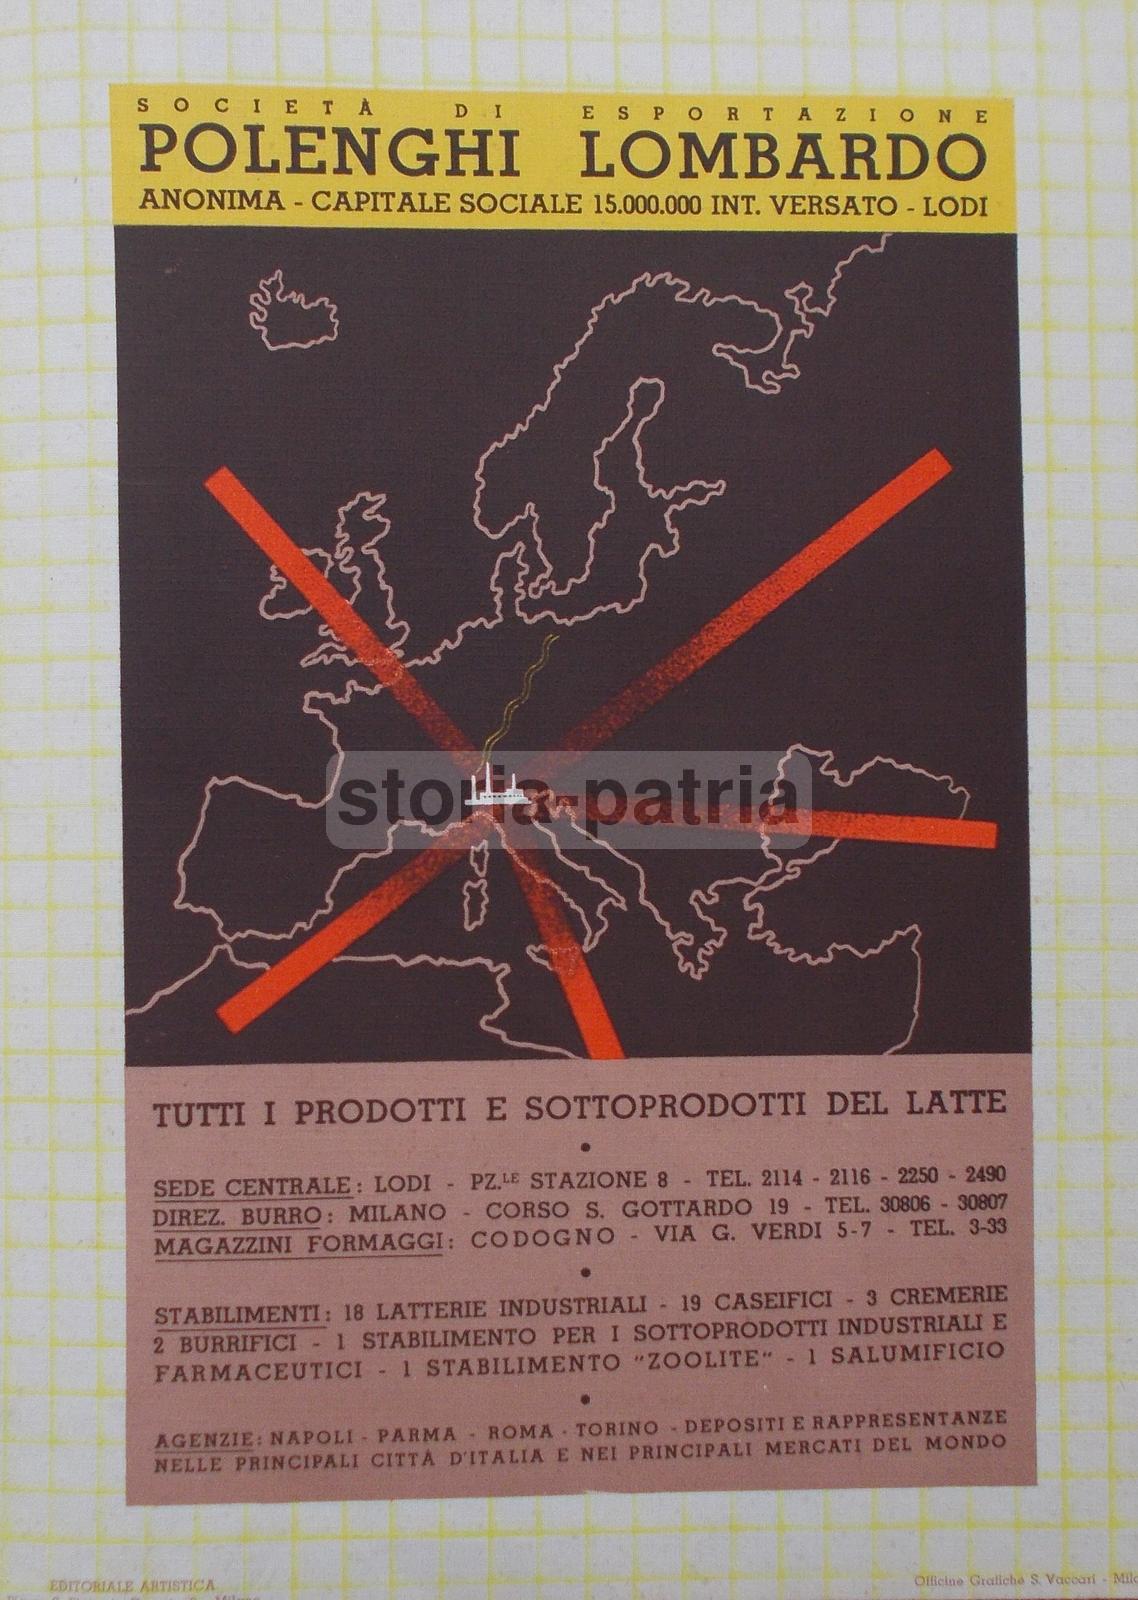 SOCIETÀ DI ESPORTAZIONE
POLENGHI LOMBARDO
ANONIMA - CAPITALE SOCIALE 15.000.000 INT. VERSATO - LODI
storia-patria
TUTTI I PRODOTTI E SOTTOPRODOTTI DEL LATTE
SEDE CENTRALE: LODI - PZ.LE STAZIONE 8 - TEL. 2114 - 2116 - 2250 - 2490
DIREZ. BURRO: MILANO - CORSO S. GOTTARDO 19 - TEL. 30806 - 30807
MAGAZZINI FORMAGGI: CODOGNO - VIA G. VERDI 5-7 - TEL. 3-33
STABILIMENTI: 18 LATTERIE INDUSTRIALI - 19 CASEIFICI - 3 CREMERIE
2 BURRIFICI - 1 STABILIMENTO PER I SOTTOPRODOTTI INDUSTRIALI E
FARMACEUTICI - 1 STABILIMENTO "ZOOLITE" - 1 SALUMIFICIO
AGENZIE: NAPOLI - PARMA - ROMA - TORINO - DEPOSITI E RAPPRESENTANZE
NELLE PRINCIPALI CITTÀ D'ITALIA E NEI PRINCIPALI MERCATI DEL MONDO
EDITORIALE ARTISTICA
Officine Grafiche S. Vaccari - Mila